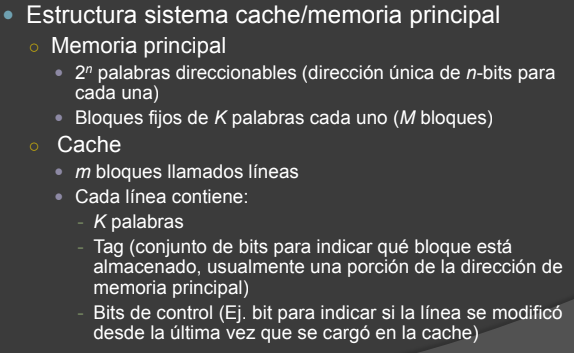 • Estructura sistema cache/memoria principal
○ Memoria principal
• 2ⁿ palabras direccionables (dirección única de n-bits para
cada una)
• Bloques fijos de K palabras cada uno (M bloques)
○ Cache
• m bloques llamados líneas
• Cada línea contiene:
- K palabras
- Tag (conjunto de bits para indicar qué bloque está
almacenado, usualmente una porción de la dirección de
memoria principal)
- Bits de control (Ej. bit para indicar si la línea se modificó
desde la última vez que se cargó en la cache)